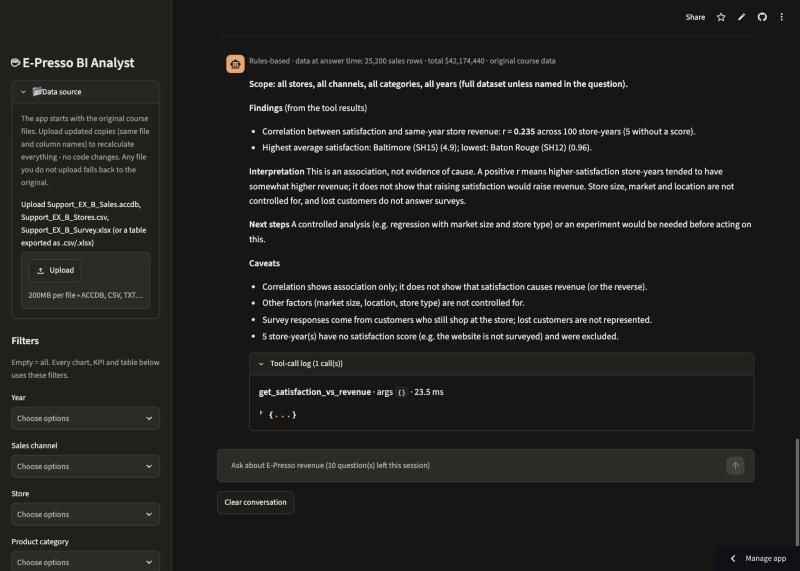 Share
E-Presso BI Analyst
Data source
The app starts with the original course
files. Upload updated copies (same file
and column names) to recalculate
everything - no code changes. Any file
you do not upload falls back to the
original.
Upload Support_EX_B_Sales.accdb,
Support_EX_B_Stores.csv,
Support_EX_B_Survey.xlsx (or a table
exported as .csv/.xlsx)
Upload
200MB per file • ACCDB, CSV, TXT...
Filters
Empty = all. Every chart, KPI and table below
uses these filters.
Year
Choose options
Sales channel
Choose options
Store
Choose options
Product category
Choose options
Rules-based · data at answer time: 25,200 sales rows · total $42,174,440 · original course data
Scope: all stores, all channels, all categories, all years (full dataset unless named in the question).
Findings (from the tool results)
• Correlation between satisfaction and same-year store revenue: r = 0.235 across 100 store-years (5 without a score).
• Highest average satisfaction: Baltimore (SH15) (4.9); lowest: Baton Rouge (SH12) (0.96).
Interpretation This is an association, not evidence of cause. A positive r means higher-satisfaction store-years tended to have
somewhat higher revenue; it does not show that raising satisfaction would raise revenue. Store size, market and location are not
controlled for, and lost customers do not answer surveys.
Next steps A controlled analysis (e.g. regression with market size and store type) or an experiment would be needed before acting on
this.
Caveats
• Correlation shows association only; it does not show that satisfaction causes revenue (or the reverse).
• Other factors (market size, location, store type) are not controlled for.
• Survey responses come from customers who still shop at the store; lost customers are not represented.
• 5 store-year(s) have no satisfaction score (e.g. the website is not surveyed) and were excluded.
Tool-call log (1 call(s))
get_satisfaction_vs_revenue · args {} · 23.5 ms
{...}
Ask about E-Presso revenue (10 question(s) left this session)
Clear conversation
Manage app